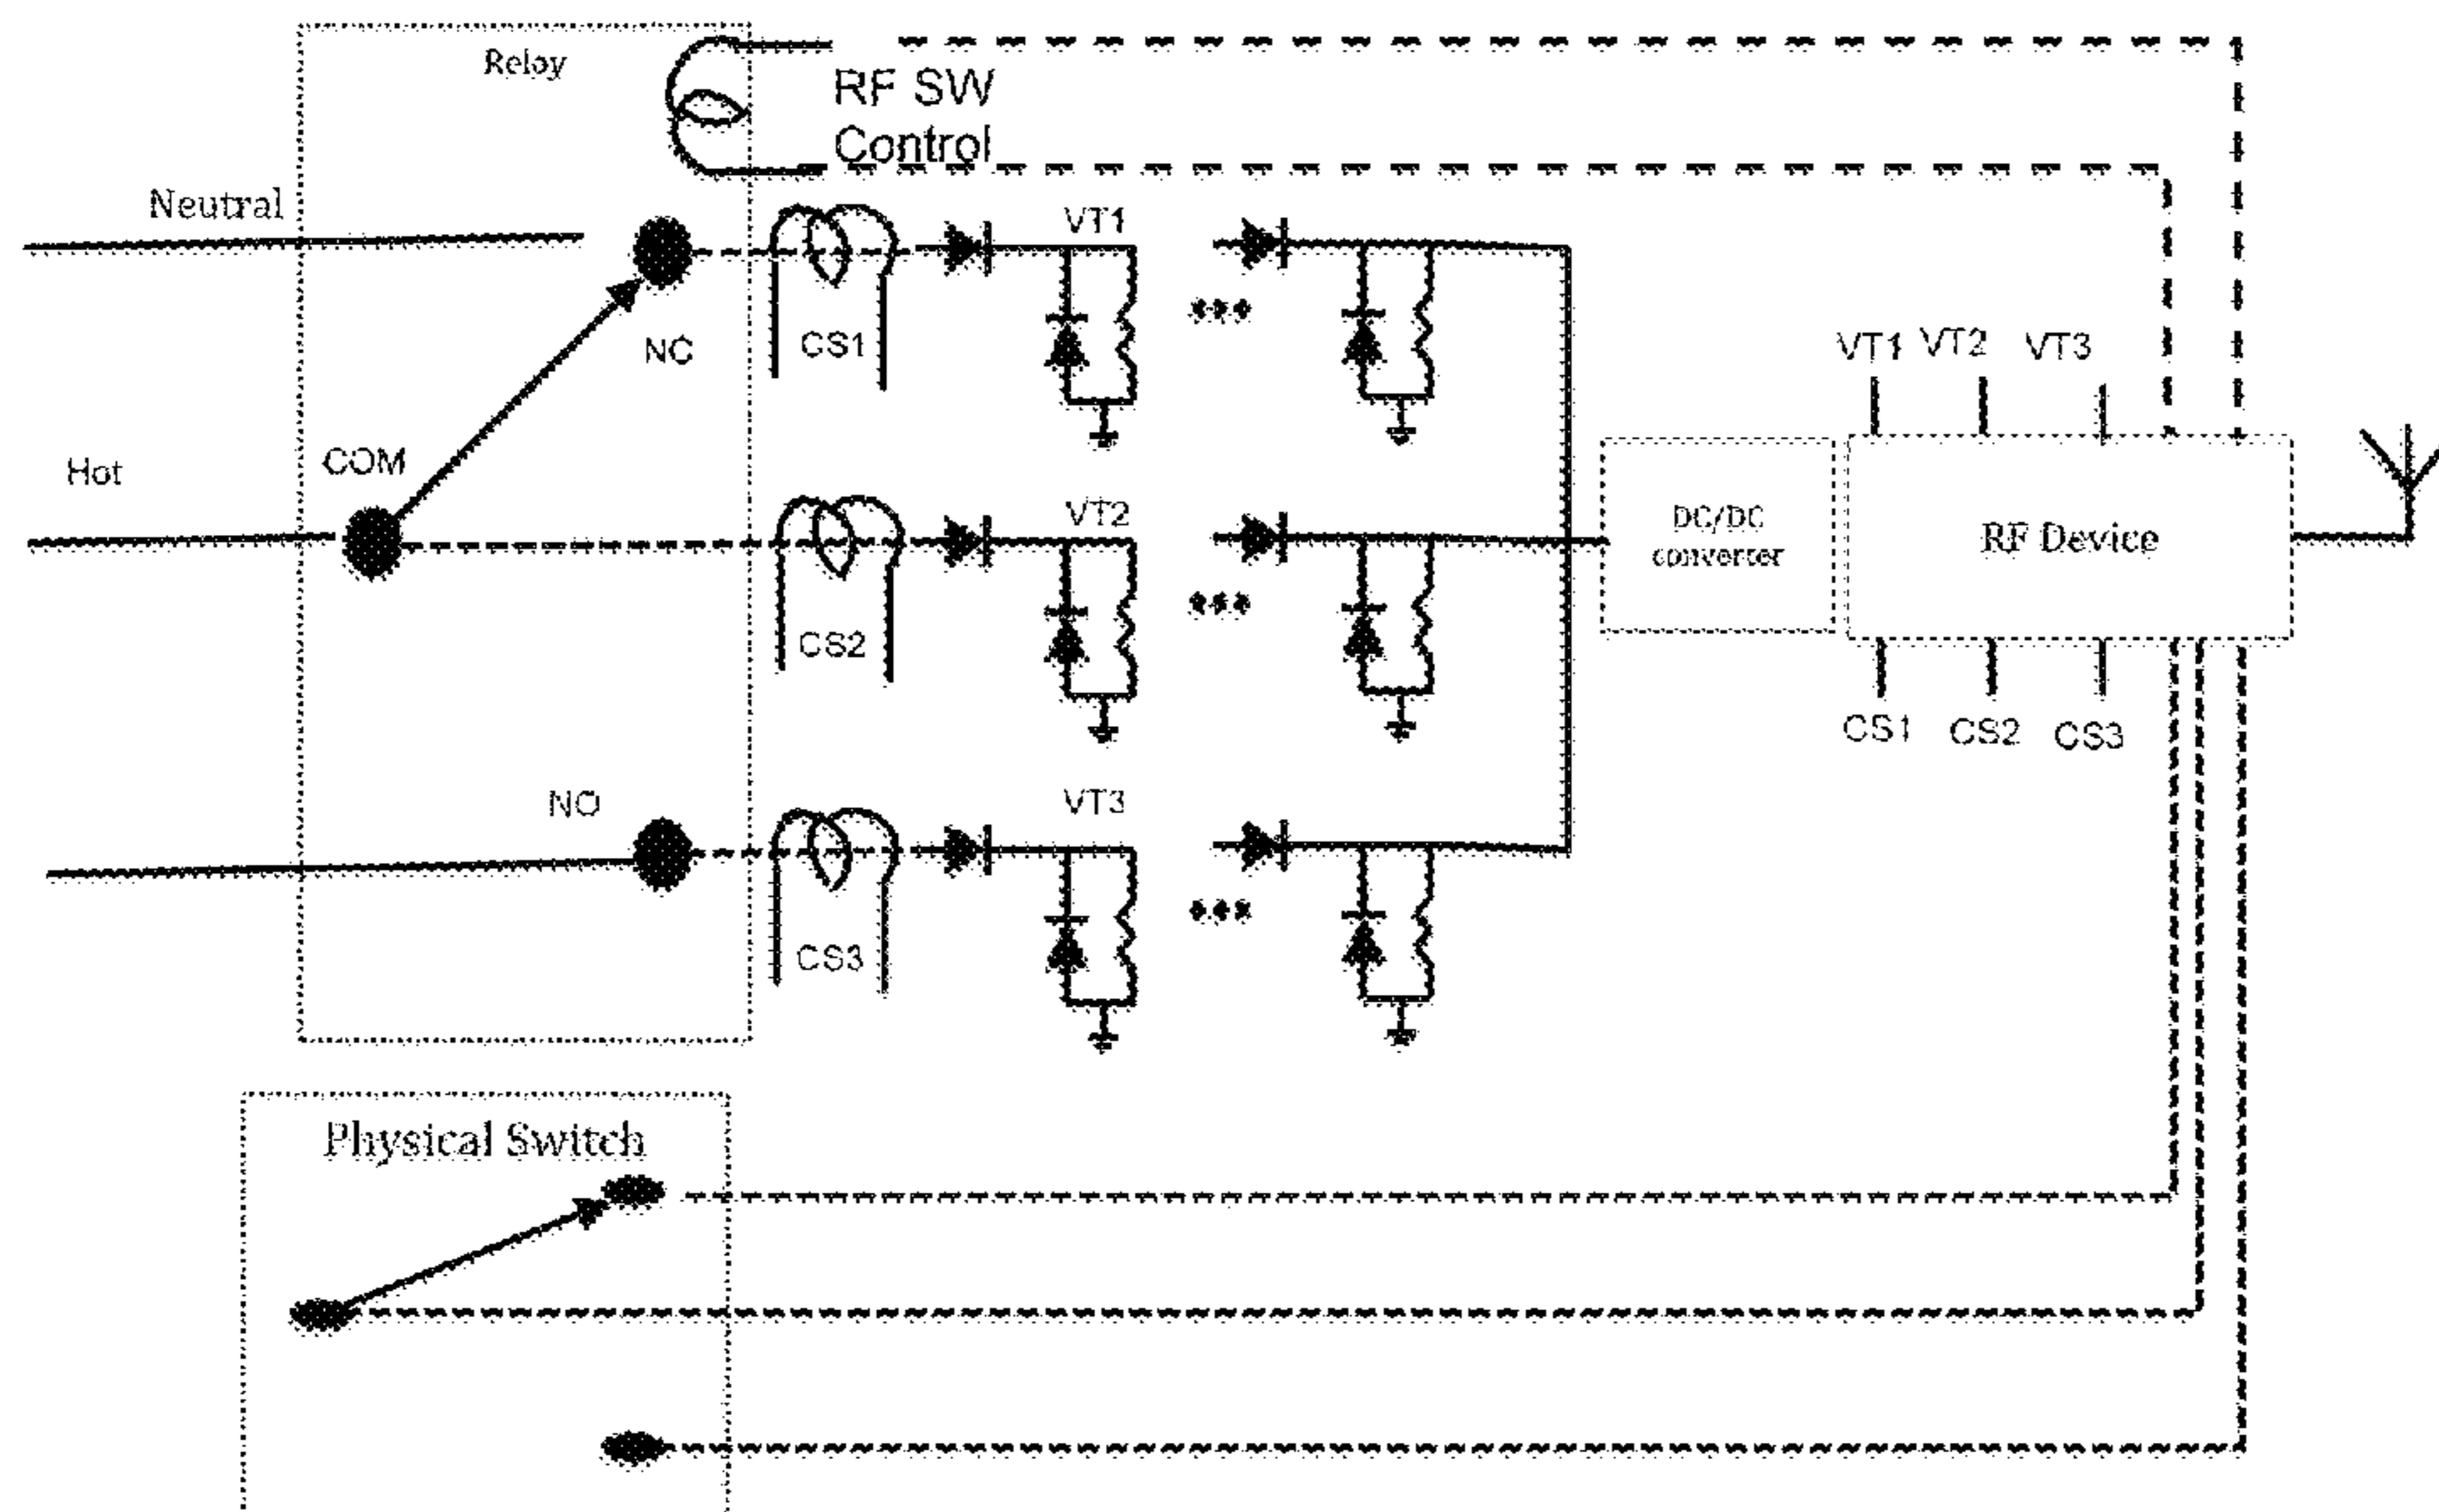 Relay
RF SW
Control
Neutral
VT1
NC
CS1
VT1 VT2 VT3
Hot
COM
VT2
DC/DC
converter
RF Device
CS2
CS1 CS2 CS3
NO
VT3
CS3
Physical Switch